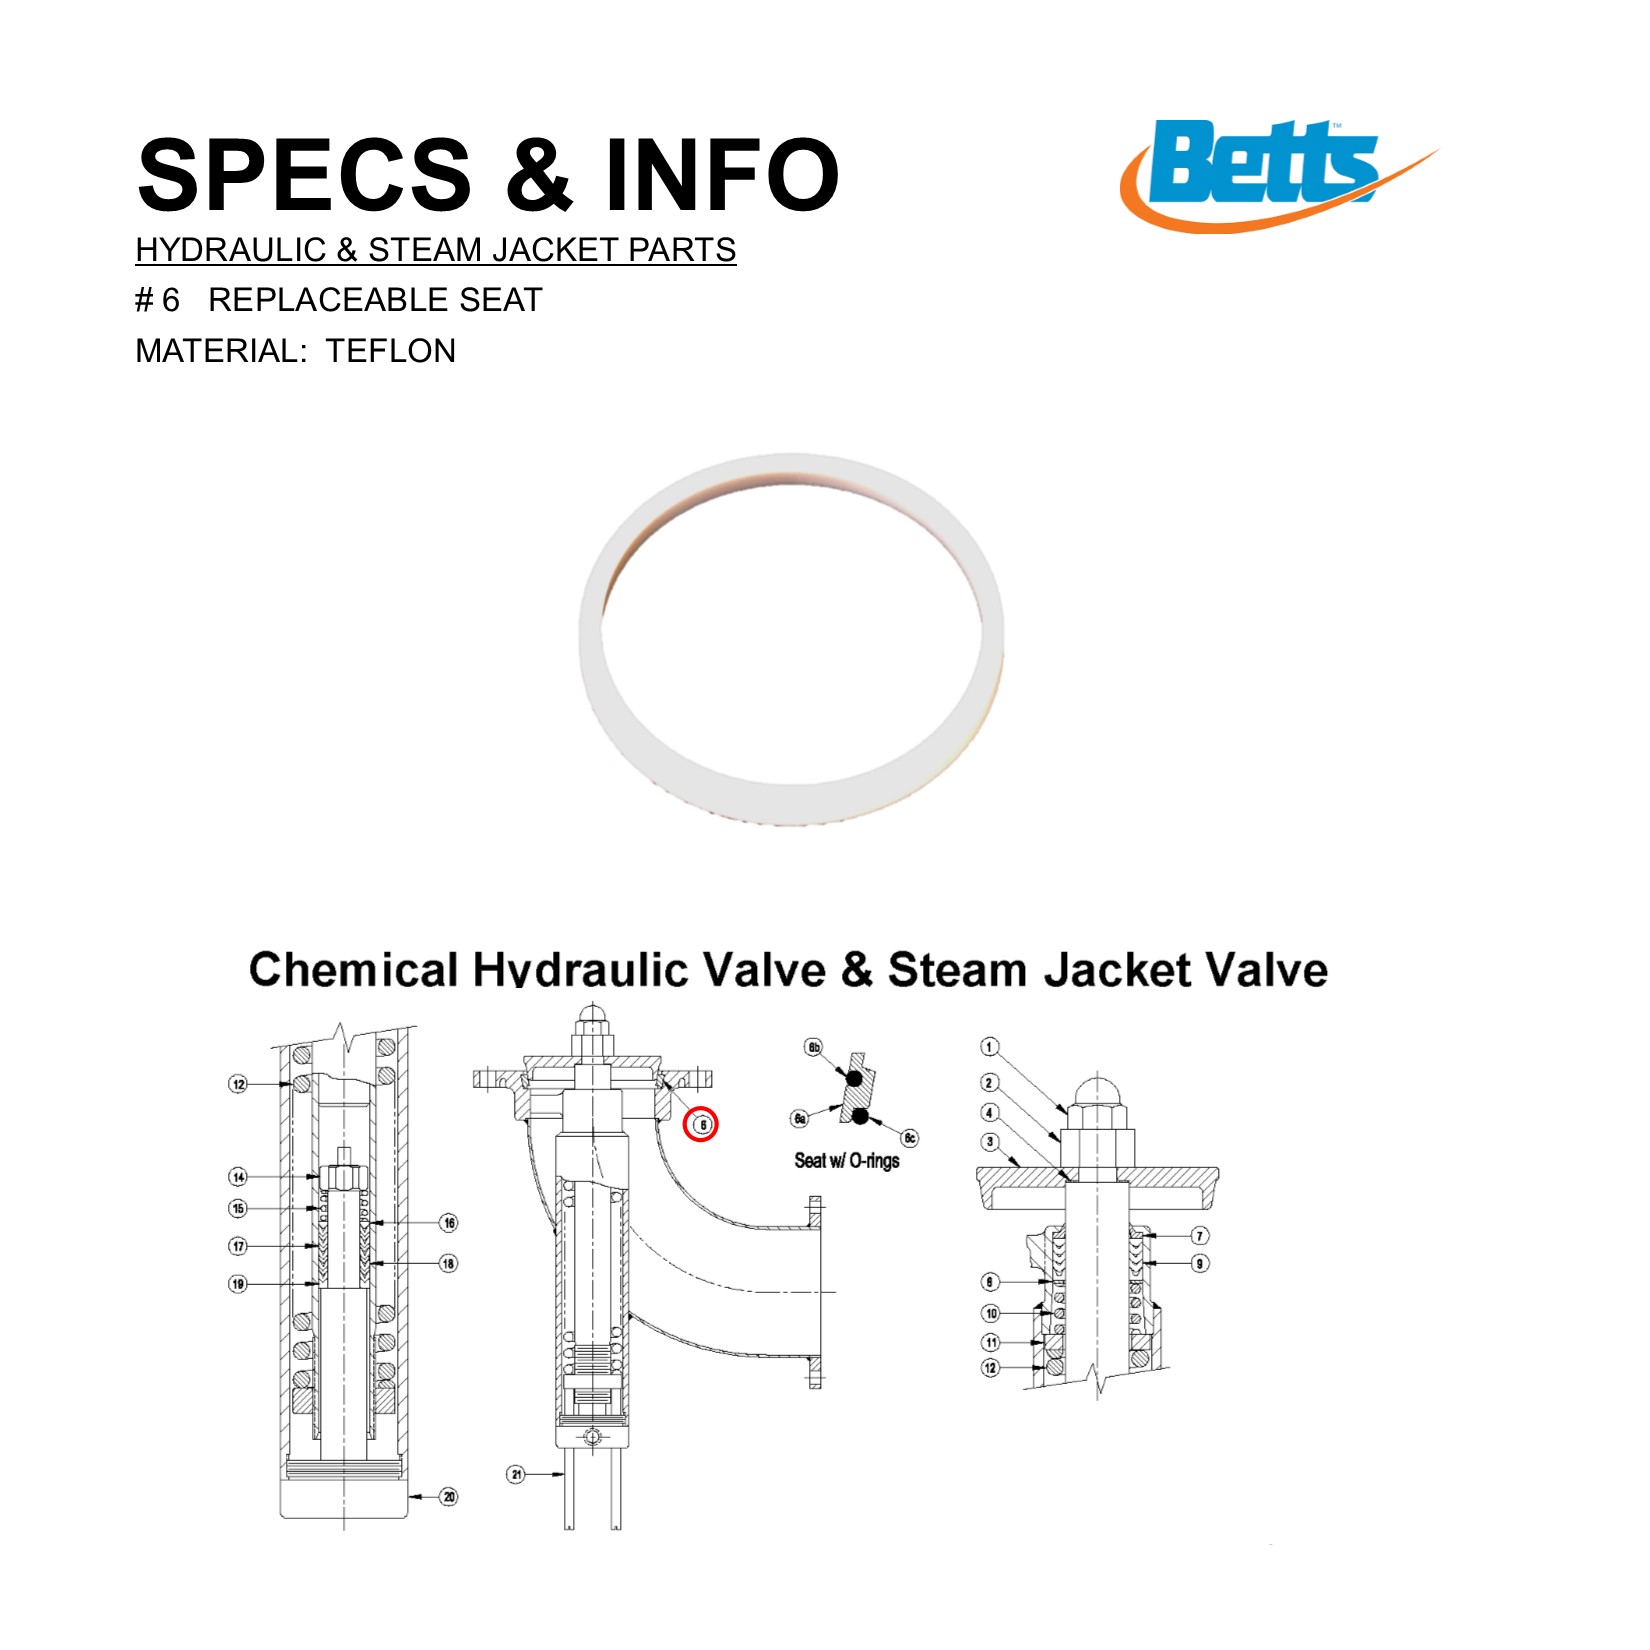 SPECS & INFO
Betts™
HYDRAULIC & STEAM JACKET PARTS
# 6 REPLACEABLE SEAT
MATERIAL: TEFLON
Chemical Hydraulic Valve & Steam Jacket Valve
12
14
15
17
19
16
18
20
6
21
6b
6a
6c
Seat w/ O-rings
1
2
4
3
7
9
8
10
11
12